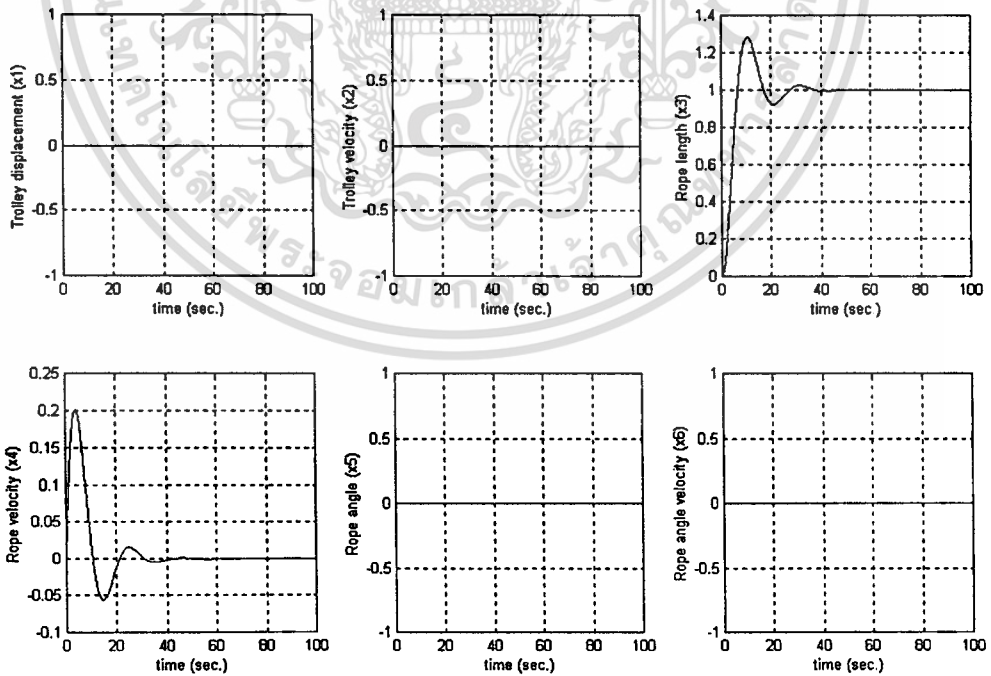 Trolley displacement (x1)
1
0.5
0
-0.5
-1
0 20 40 60 80 100
time (sec.)
Trolley velocity (x2)
1
0.5
0
-0.5
-1
0 20 40 60 80 100
time (sec.)
Rope length (x3)
1.4
1.2
1.0
0.8
0.6
0.4
0.2
0
0 20 40 60 80 100
time (sec )
Rope velocity (x4)
0.25
0.2
0.15
0.1
0.05
0
-0.05
-0.1
0 20 40 60 80 100
time (sec.)
Rope angle (x5)
1
0.5
0
-0.5
-1
0 20 40 60 80 100
time (sec.)
Rope angle velocity (x6)
1
0.5
0
-0.5
-1
0 20 40 60 80 100
time (sec.)